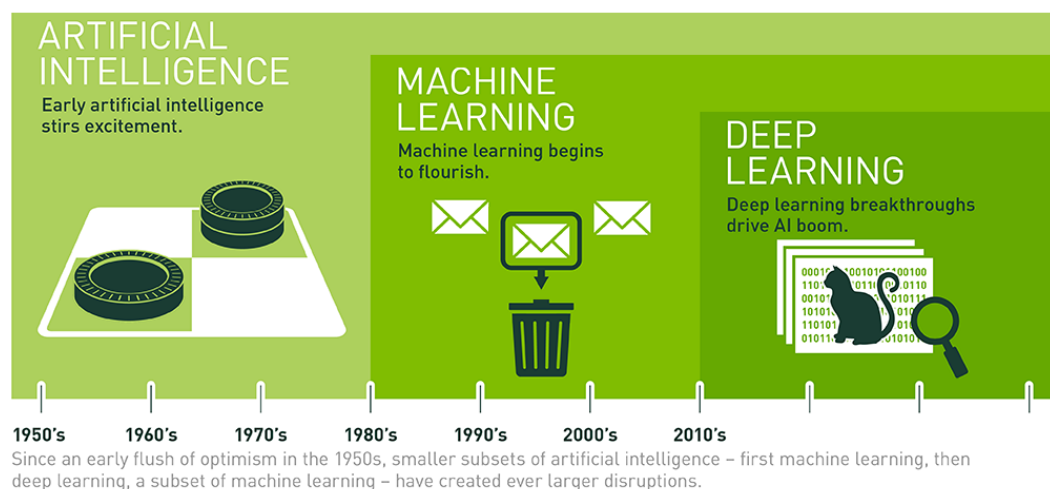 ARTIFICIAL
INTELLIGENCE
Early artificial intelligence
stirs excitement.
MACHINE
LEARNING
Machine learning begins
to flourish.
DEEP
LEARNING
Deep learning breakthroughs
drive AI boom.
1950's
1960's
1970's
1980's
1990's
2000's
2010's
Since an early flush of optimism in the 1950s, smaller subsets of artificial intelligence – first machine learning, then
deep learning, a subset of machine learning – have created ever larger disruptions.